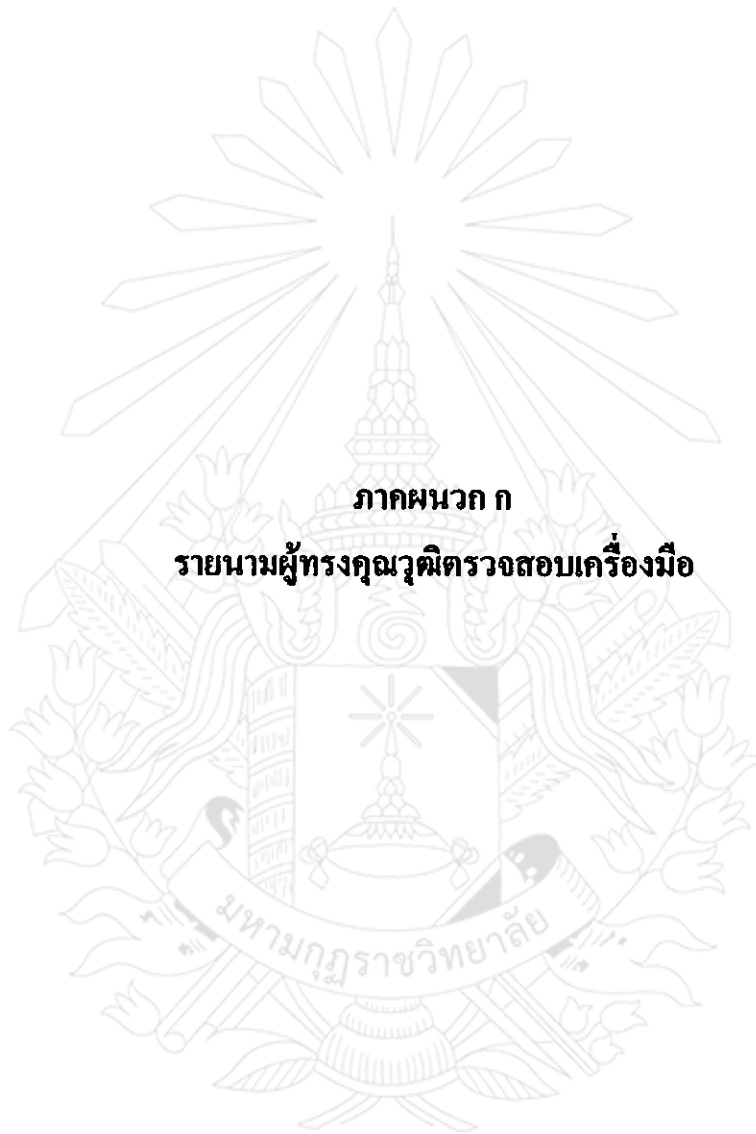 ภาคผนวก ก
รายนามผู้ทรงคุณวุฒิตรวจสอบเครื่องมือ
มหามกุฏราชวิทยาลัย